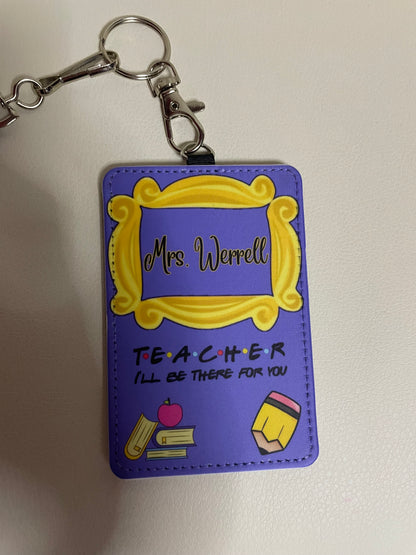 Mrs. Werrell
T•E•A•C•H•E•R
I'LL BE THERE FOR YOU